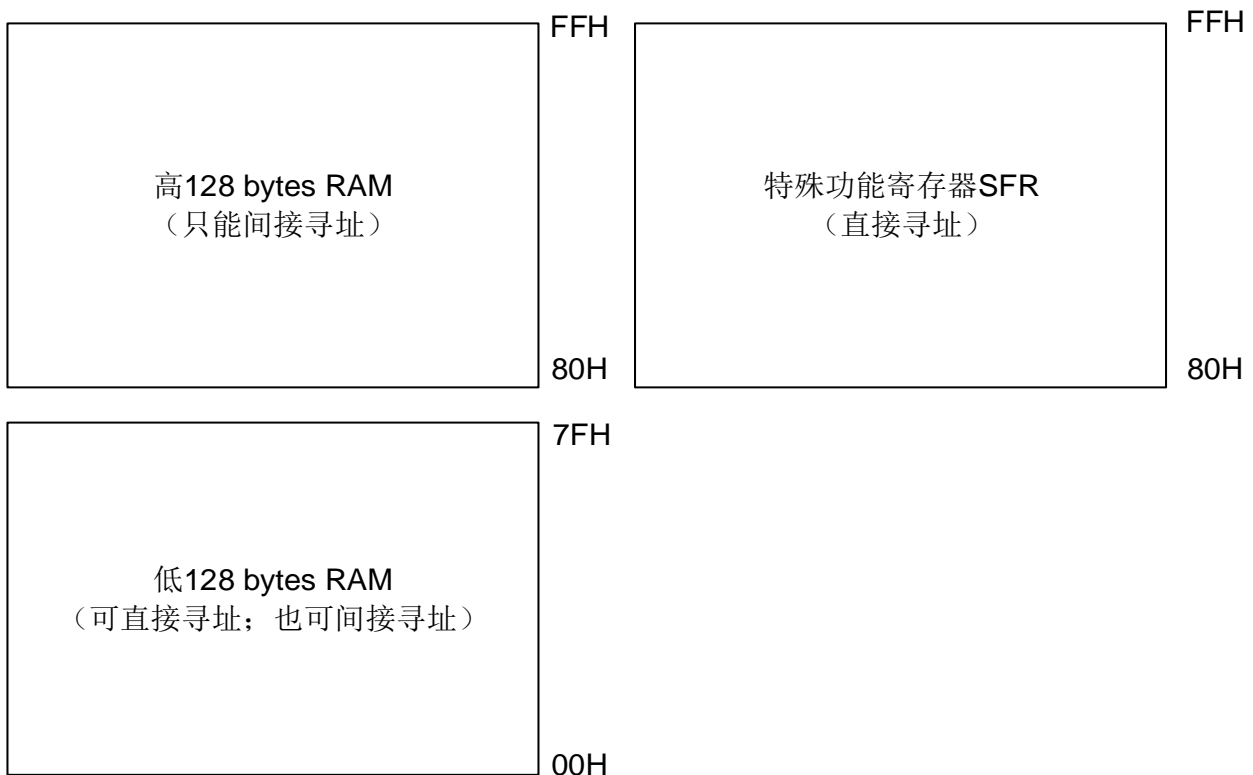 FFH
高128 bytes RAM
（只能间接寻址）
80H
FFH
特殊功能寄存器SFR
（直接寻址）
80H
7FH
低128 bytes RAM
（可直接寻址；也可间接寻址）
00H